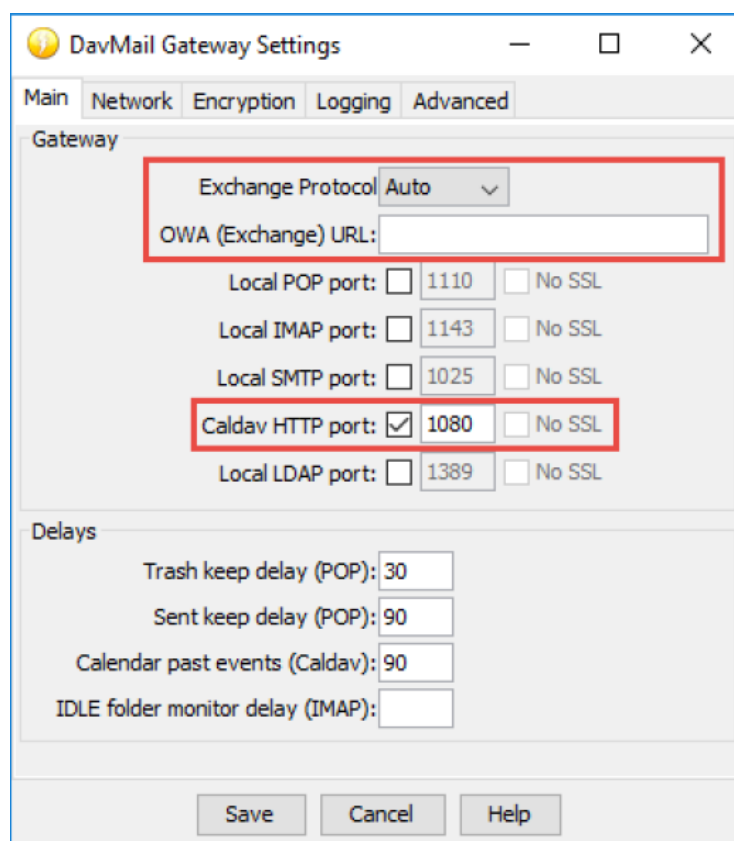 DavMail Gateway Settings
Main Network Encryption Logging Advanced
Gateway
Exchange Protocol Auto
OWA (Exchange) URL:
Local POP port: 1110 No SSL
Local IMAP port: 1143 No SSL
Local SMTP port: 1025 No SSL
Caldav HTTP port: 1080 No SSL
Local LDAP port: 1389 No SSL
Delays
Trash keep delay (POP): 30
Sent keep delay (POP): 90
Calendar past events (Caldav): 90
IDLE folder monitor delay (IMAP):
Save Cancel Help